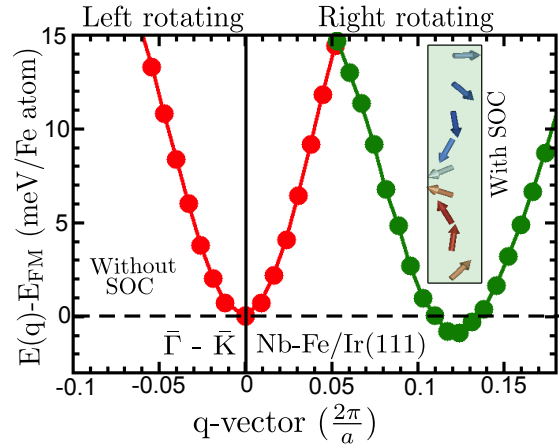 Left rotating Right rotating
15
10
5
0
-0.1 -0.05 0 0.05 0.10 0.15
E(q)-E_FM (meV/Fe atom)
Without
SOC
With SOC
Γ̄ - K̄ Nb-Fe/Ir(111)
q-vector (2π/a)